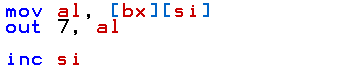 mov al, [bx][si]
out 7, al
inc si